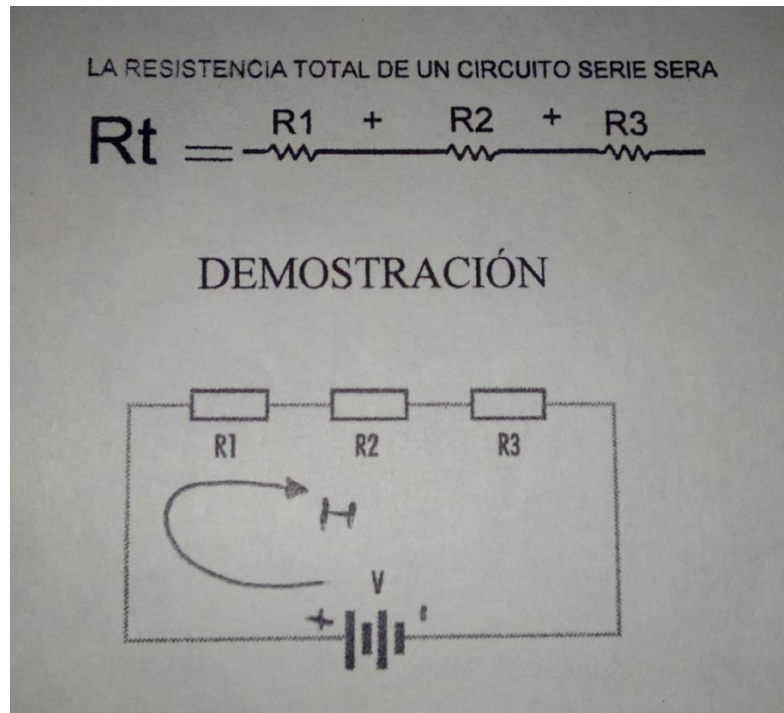 LA RESISTENCIA TOTAL DE UN CIRCUITO SERIE SERA
Rt = R1 + R2 + R3
DEMOSTRACIÓN
R1 R2 R3
V
+